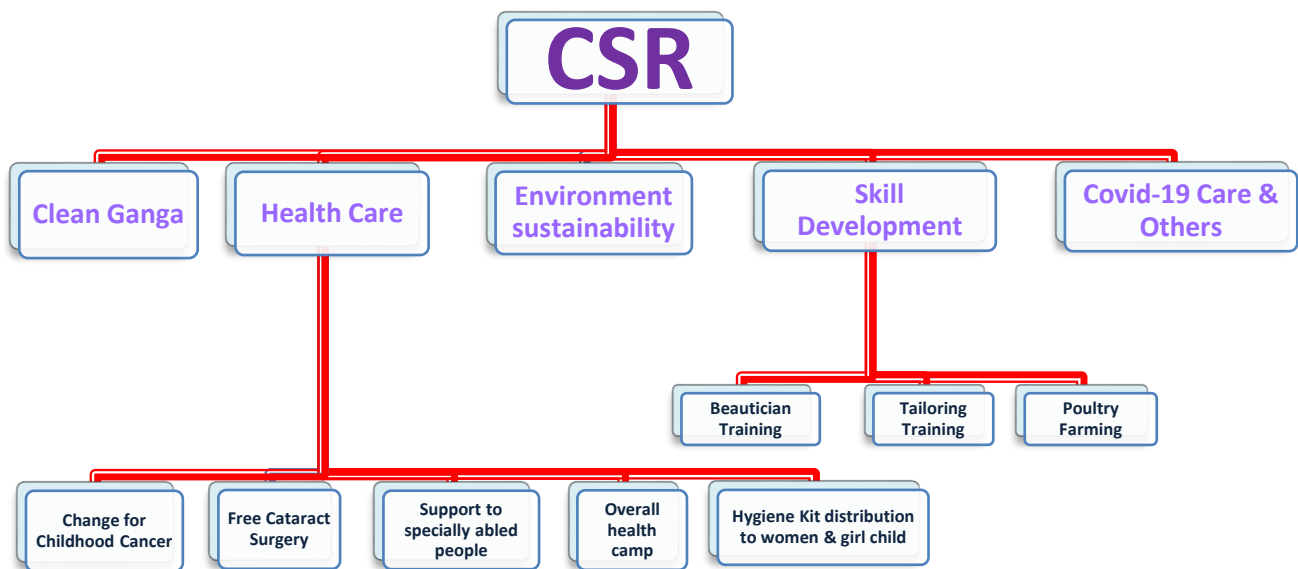 CSR
Clean Ganga
Health Care
Environment
sustainability
Skill
Development
Covid-19 Care &
Others
Beautician
Training
Tailoring
Training
Poultry
Farming
Change for
Childhood Cancer
Free Cataract
Surgery
Support to
specially abled
people
Overall
health
camp
Hygiene Kit distribution
to women & girl child